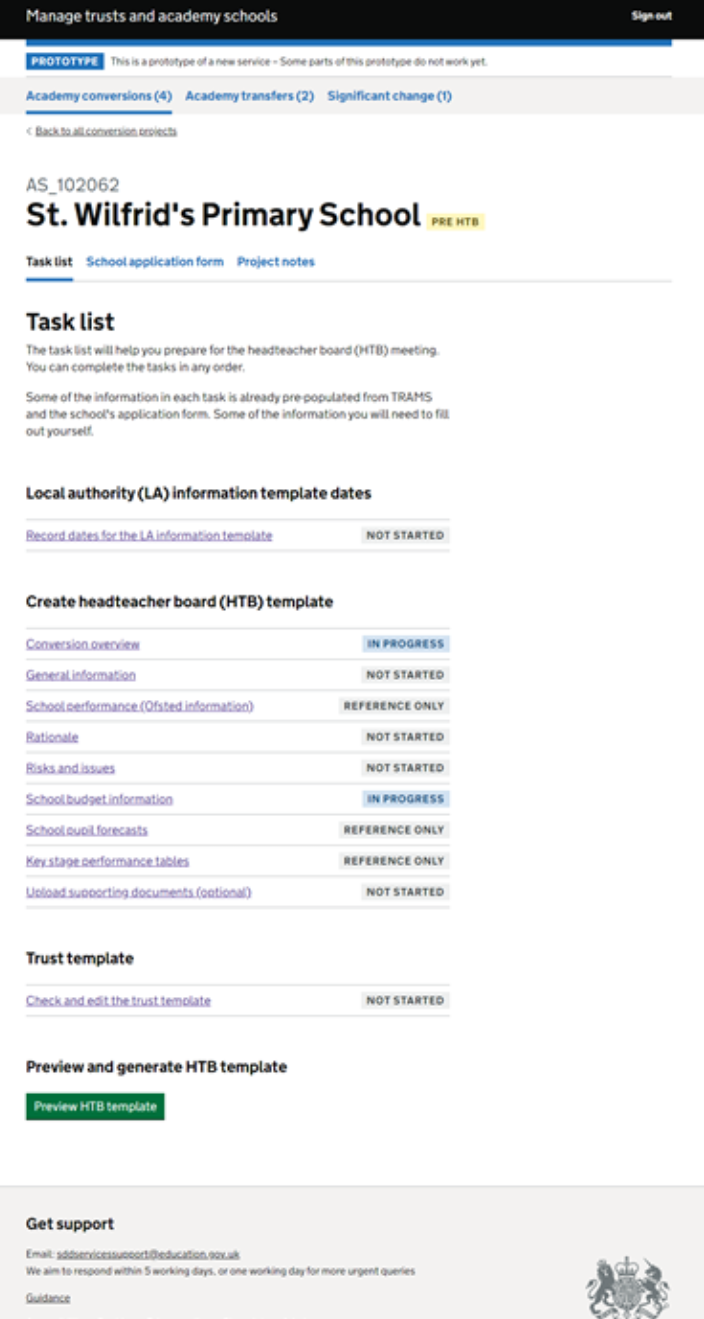 Manage trusts and academy schools Sign out
PROTOTYPE This is a prototype of a new service – Some parts of this prototype do not work yet.
Academy conversions (4) Academy transfers (2) Significant change (1)
< Back to all conversion projects
AS_102062
St. Wilfrid's Primary School PRE HTB
Task list School application form Project notes
Task list
The task list will help you prepare for the headteacher board (HTB) meeting.
You can complete the tasks in any order.
Some of the information in each task is already pre-populated from TRAMS
and the school's application form. Some of the information you will need to fill
out yourself.
Local authority (LA) information template dates
Record dates for the LA information template NOT STARTED
Create headteacher board (HTB) template
Conversion overview IN PROGRESS
General information NOT STARTED
School performance (Ofsted information) REFERENCE ONLY
Rationale NOT STARTED
Risks and issues NOT STARTED
School budget information IN PROGRESS
School pupil forecasts REFERENCE ONLY
Key stage performance tables REFERENCE ONLY
Upload supporting documents (optional) NOT STARTED
Trust template
Check and edit the trust template NOT STARTED
Preview and generate HTB template
Preview HTB template
Get support
Email: sddservicessupport@education.gov.uk
We aim to respond within 5 working days, or one working day for more urgent queries
Guidance